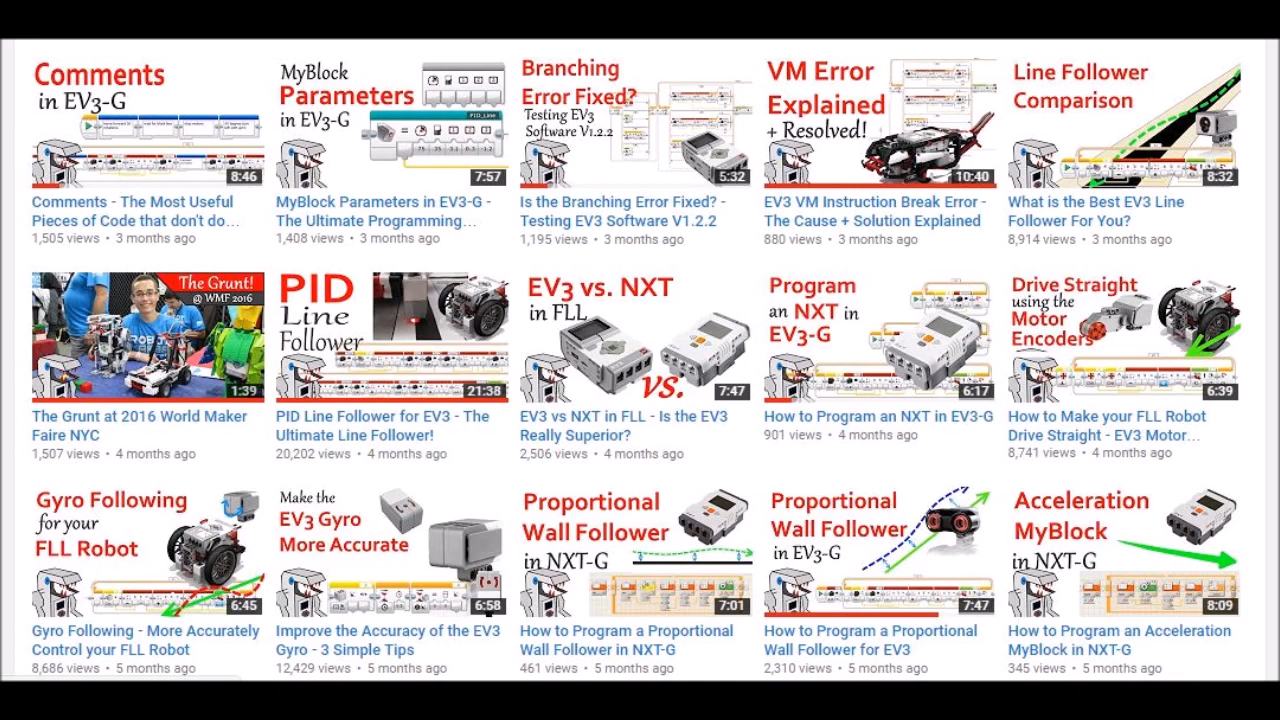 Comments
in EV3-G
8:46
Comments - The Most Useful
Pieces of Code that don't do...
1,505 views • 3 months ago
MyBlock
Parameters
in EV3-G
PID_Line
7:57
MyBlock Parameters in EV3-G -
The Ultimate Programming...
1,408 views • 3 months ago
Branching
Error Fixed?
Testing EV3
Software V1.2.2
5:32
Is the Branching Error Fixed? -
Testing EV3 Software V1.2.2
1,195 views • 3 months ago
VM Error
Explained
+ Resolved!
10:40
EV3 VM Instruction Break Error -
The Cause + Solution Explained
880 views • 3 months ago
Line Follower
Comparison
8:32
What is the Best EV3 Line
Follower For You?
8,914 views • 3 months ago
The Grunt!
@ WMF 2016
1:39
The Grunt at 2016 World Maker
Faire NYC
1,507 views • 4 months ago
PID
Line
Follower
21:38
PID Line Follower for EV3 - The
Ultimate Line Follower!
20,202 views • 4 months ago
EV3 vs. NXT
in FLL
vs.
7:47
EV3 vs NXT in FLL - Is the EV3
Really Superior?
2,506 views • 4 months ago
Program
an NXT in
EV3-G
6:17
How to Program an NXT in EV3-G
901 views • 4 months ago
Drive Straight
using the
Motor
Encoders
6:39
How to Make your FLL Robot
Drive Straight - EV3 Motor...
8,741 views • 4 months ago
Gyro Following
for your
FLL Robot
6:45
Gyro Following - More Accurately
Control your FLL Robot
8,686 views • 5 months ago
Make the
EV3 Gyro
More Accurate
6:58
Improve the Accuracy of the EV3
Gyro - 3 Simple Tips
12,429 views • 5 months ago
Proportional
Wall Follower
in NXT-G
7:01
How to Program a Proportional
Wall Follower in NXT-G
461 views • 5 months ago
Proportional
Wall Follower
in EV3-G
7:47
How to Program a Proportional
Wall Follower for EV3
2,310 views • 5 months ago
Acceleration
MyBlock
in NXT-G
8:09
How to Program an Acceleration
MyBlock in NXT-G
345 views • 5 months ago